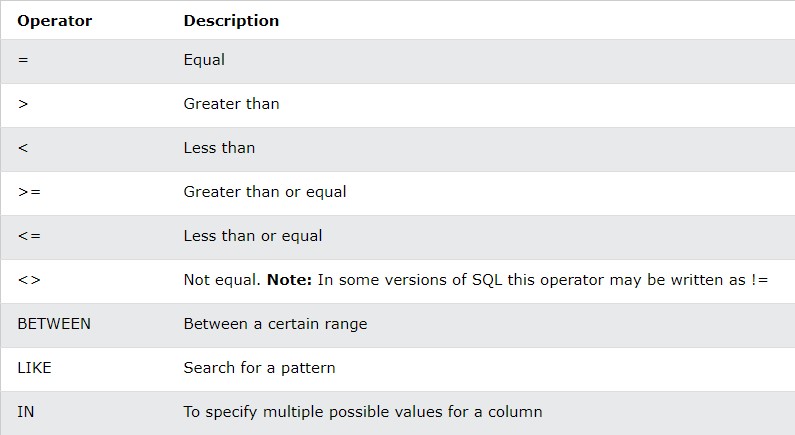 Operator Description
= Equal
> Greater than
< Less than
>= Greater than or equal
<= Less than or equal
<> Not equal. Note: In some versions of SQL this operator may be written as !=
BETWEEN Between a certain range
LIKE Search for a pattern
IN To specify multiple possible values for a column